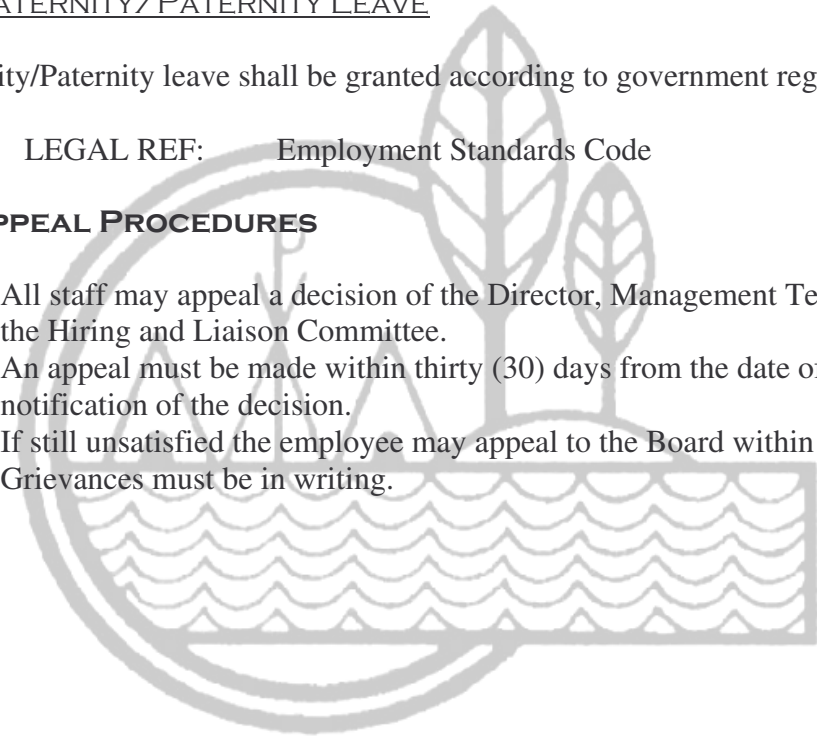 ATERNITY/PATERNITY LEAVE
ity/Paternity leave shall be granted according to government reg
LEGAL REF: Employment Standards Code
PPEAL PROCEDURES
All staff may appeal a decision of the Director, Management Te
the Hiring and Liaison Committee.
An appeal must be made within thirty (30) days from the date of
notification of the decision.
If still unsatisfied the employee may appeal to the Board within
Grievances must be in writing.